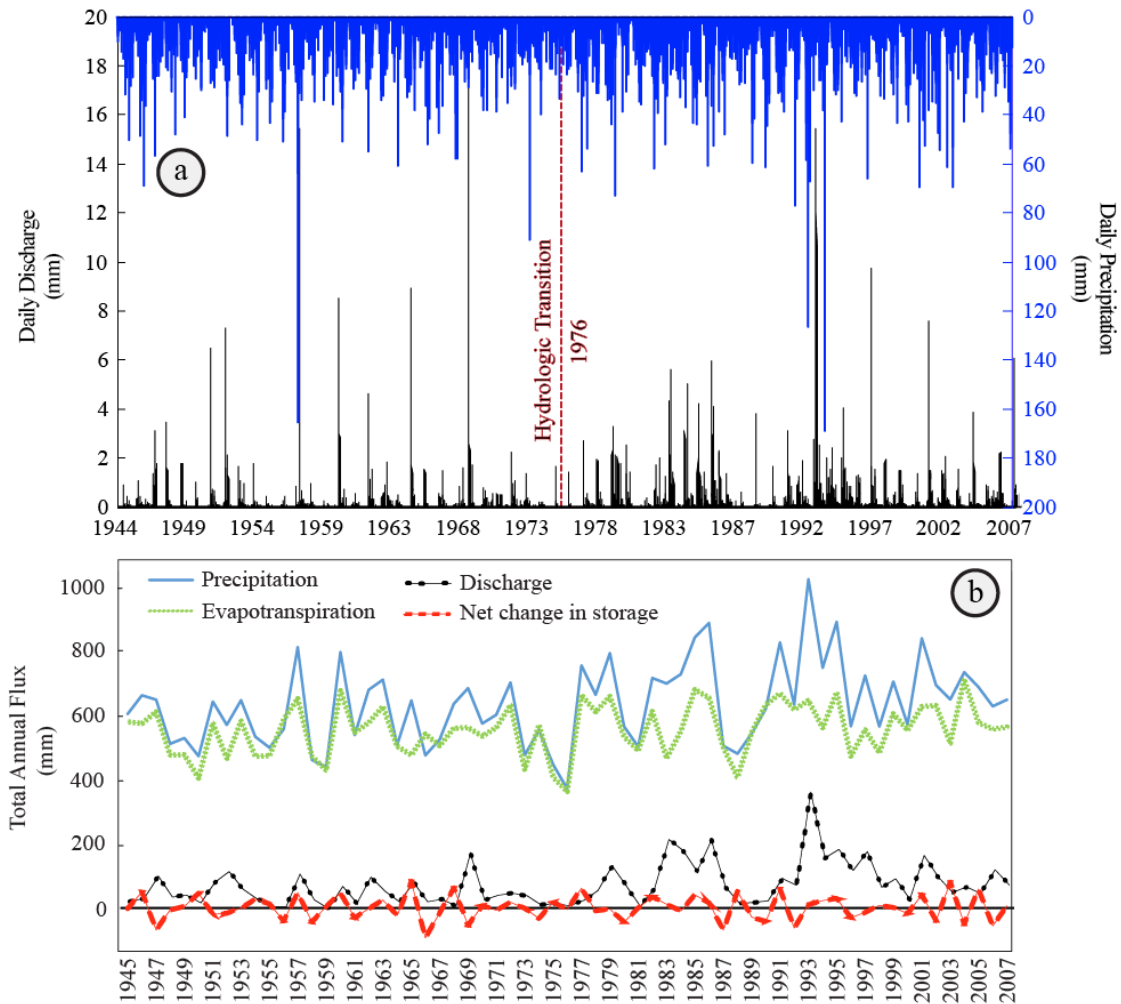 20
18
16
14
12
10
8
6
4
2
0
Daily Discharge
(mm)
a
Hydrologic Transition
1976
0
20
40
60
80
100
120
140
160
180
200
Daily Precipitation
(mm)
1944 1949 1954 1959 1963 1968 1973 1978 1983 1987 1992 1997 2002 2007
1000
800
600
400
200
0
Total Annual Flux
(mm)
Precipitation
Discharge
Evapotranspiration
Net change in storage
b
1945 1947 1949 1951 1953 1955 1957 1959 1961 1963 1965 1967 1969 1971 1973 1975 1977 1979 1981 1983 1985 1987 1989 1991 1993 1995 1997 1999 2001 2003 2005 2007